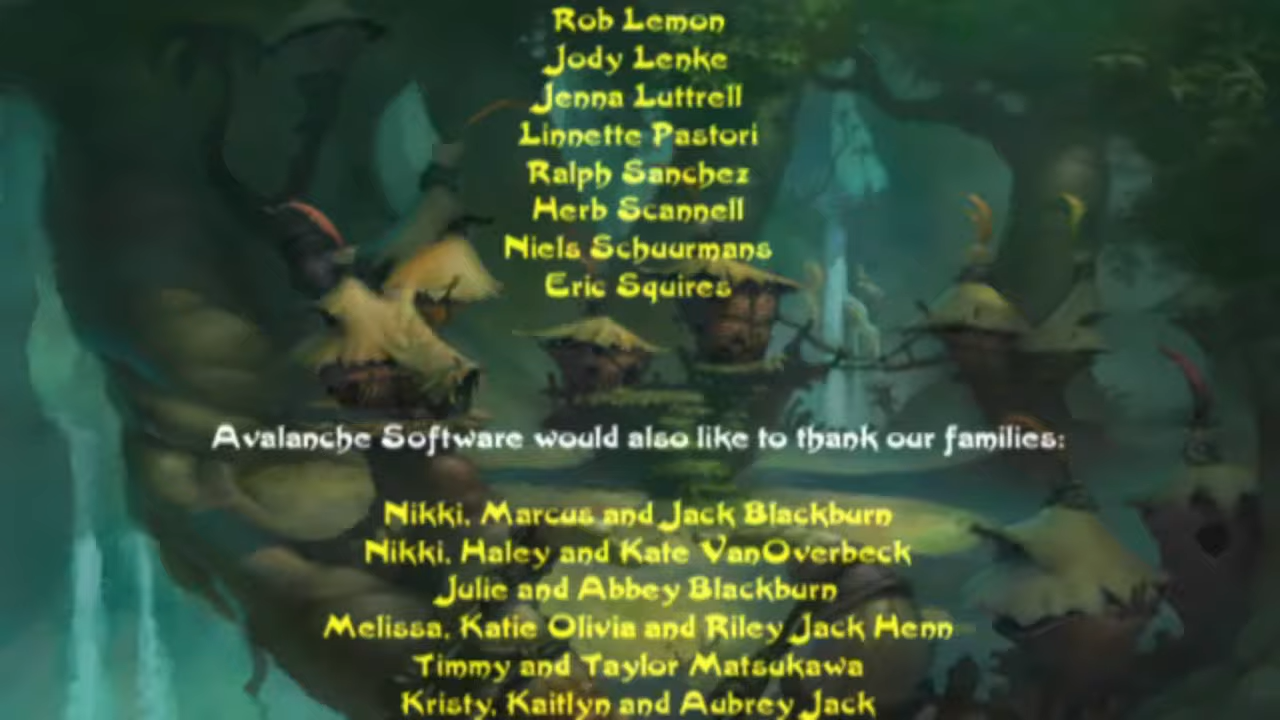 Rob Lemon
Jody Lenke
Jenna Luttrell
Linnette Pastori
Ralph Sanchez
Herb Scannell
Niels Schuurmans
Eric Squires
Avalanche Software would also like to thank our families:
Nikki, Marcus and Jack Blackburn
Nikki, Haley and Kate VanOverbeck
Julie and Abbey Blackburn
Melissa, Katie Olivia and Riley Jack Henn
Timmy and Taylor Matsukawa
Kristy, Kaitlyn and Aubrey Jack